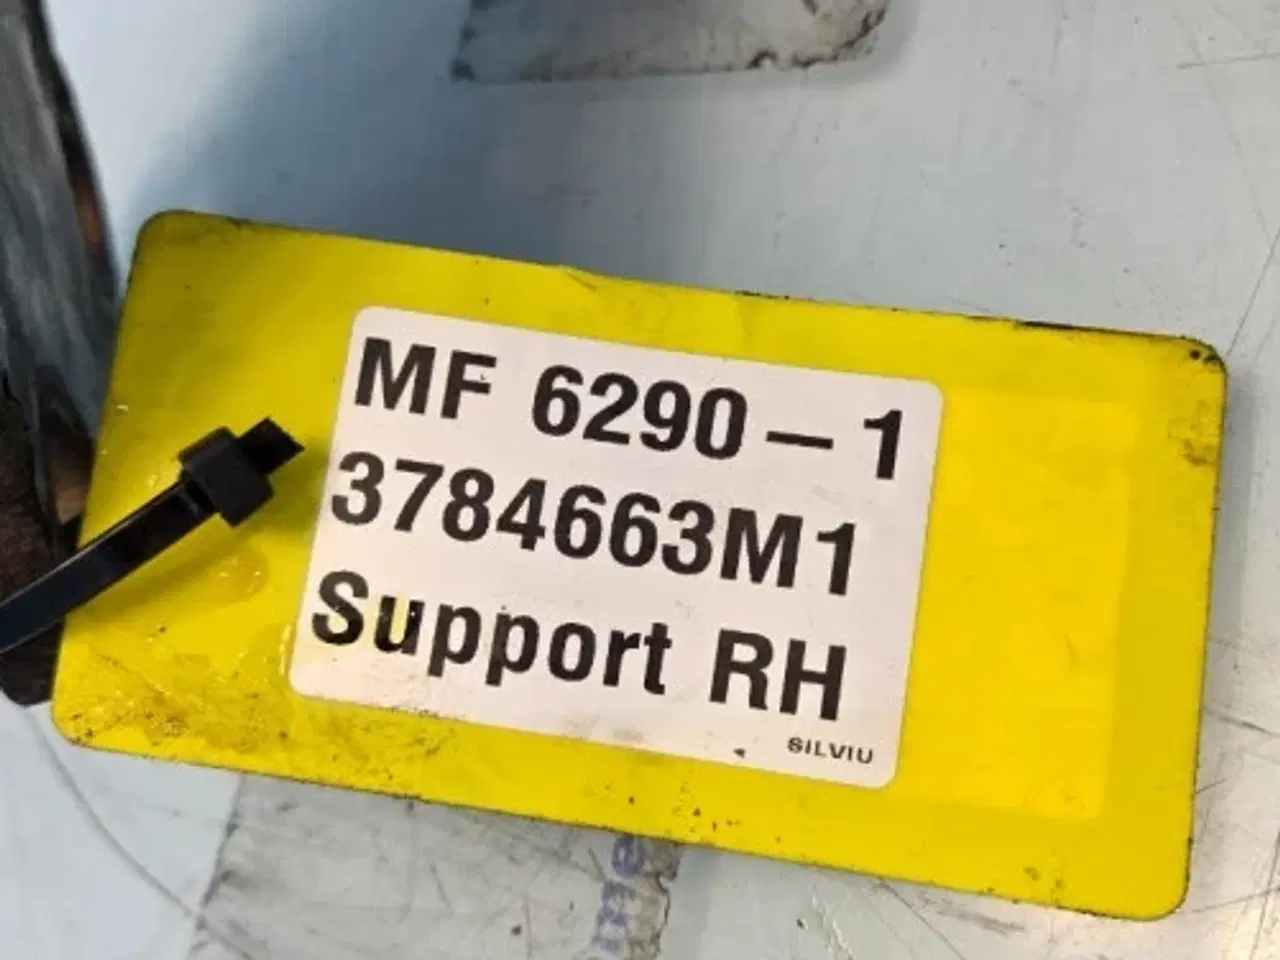 MF 6290-1
3784663M1
Support RH
SILVIU